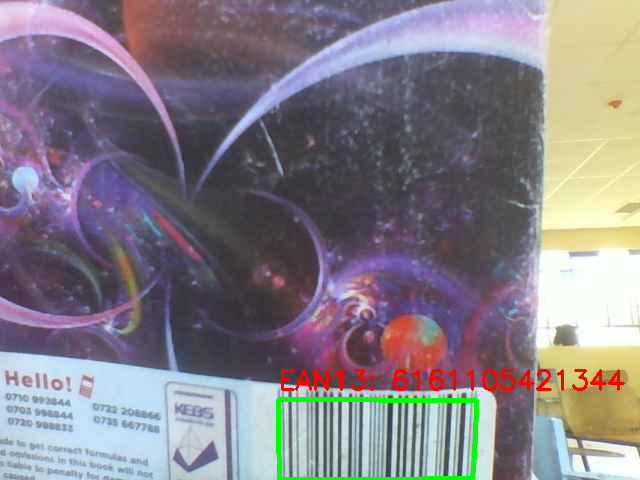 EAN13: 6161105421344
Hello!
0710 993844
0722 208866
0703 998844
0735 667788
0720 998833
KEBS
ode to get correct formulas and
d omissions in this book will not
s liable to penalty for
caused